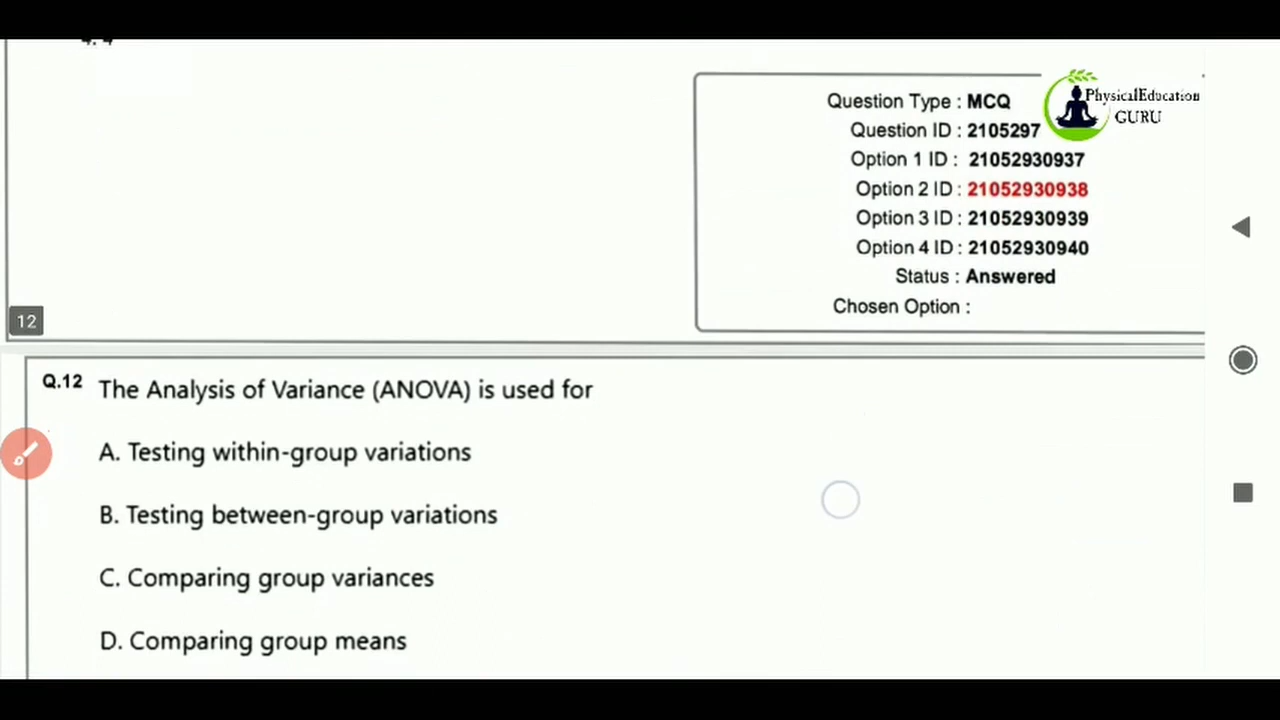 PhysicalEducation
GURU
Question Type : MCQ
Question ID : 2105297
Option 1 ID : 21052930937
Option 2 ID : 21052930938
Option 3 ID : 21052930939
Option 4 ID : 21052930940
Status : Answered
Chosen Option :
12
Q.12 The Analysis of Variance (ANOVA) is used for
A. Testing within-group variations
B. Testing between-group variations
C. Comparing group variances
D. Comparing group means